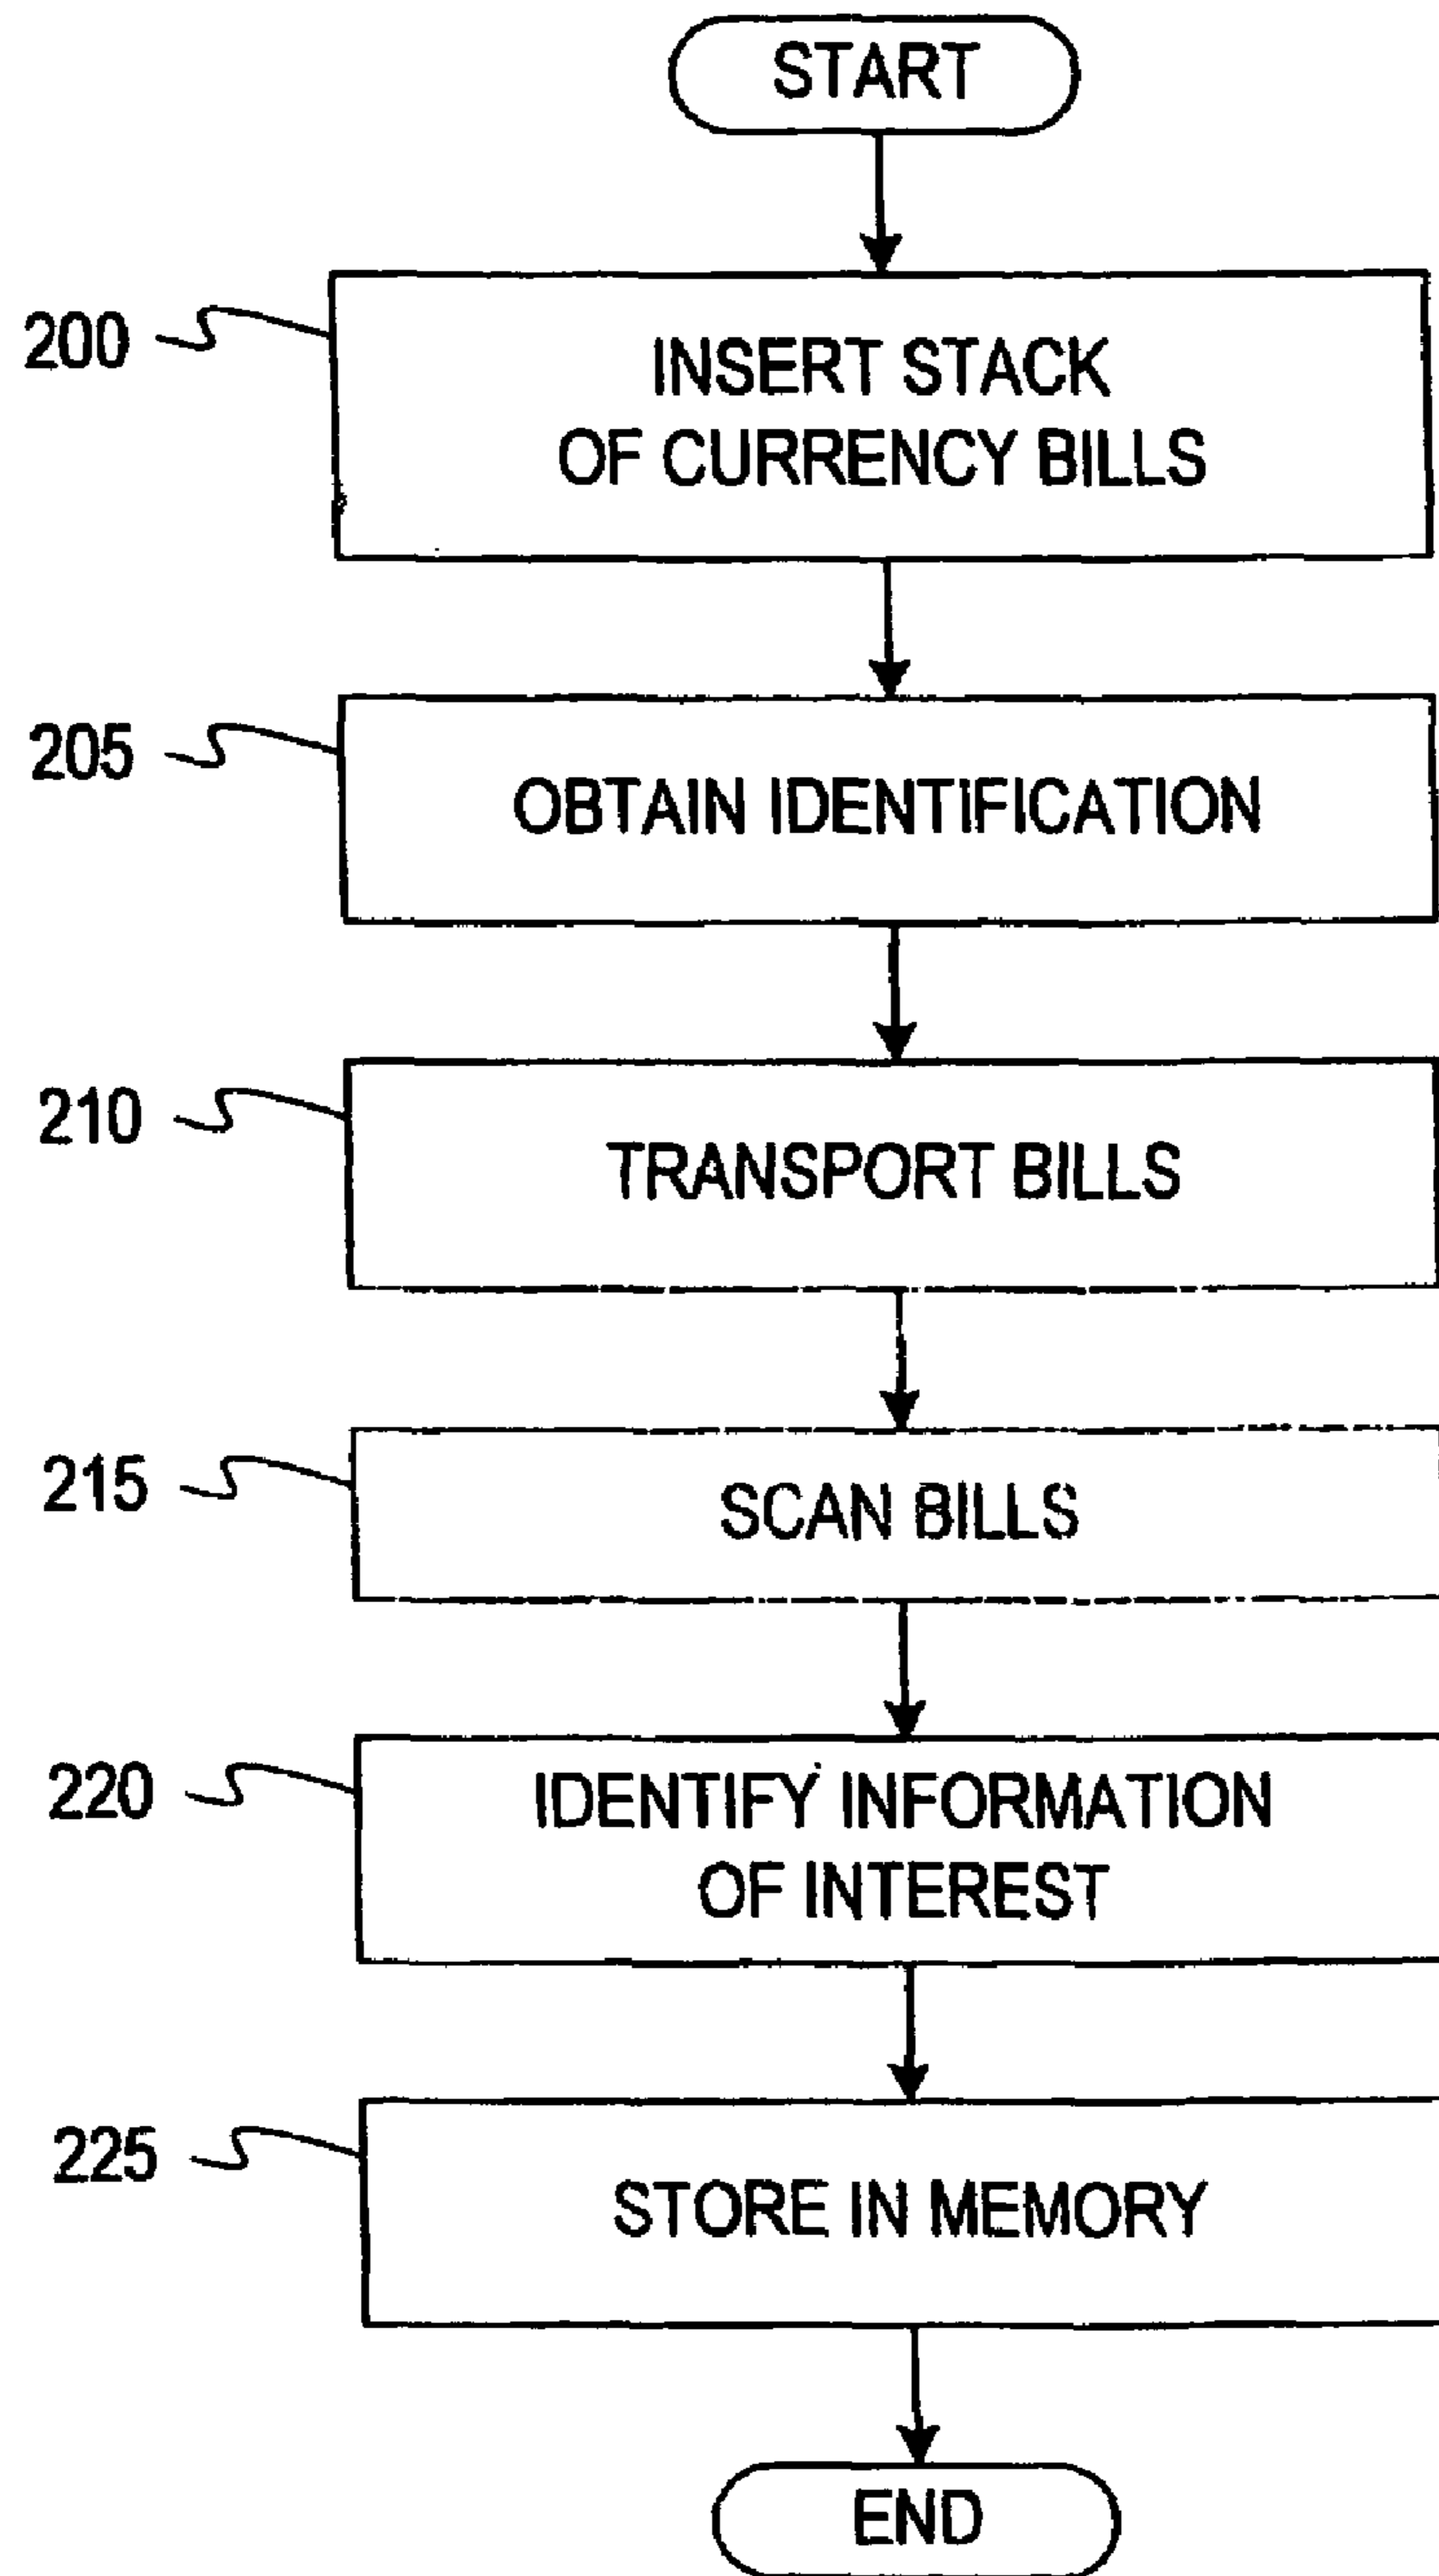 START
200
INSERT STACK
OF CURRENCY BILLS
205
OBTAIN IDENTIFICATION
210
TRANSPORT BILLS
215
SCAN BILLS
220
IDENTIFY INFORMATION
OF INTEREST
225
STORE IN MEMORY
END